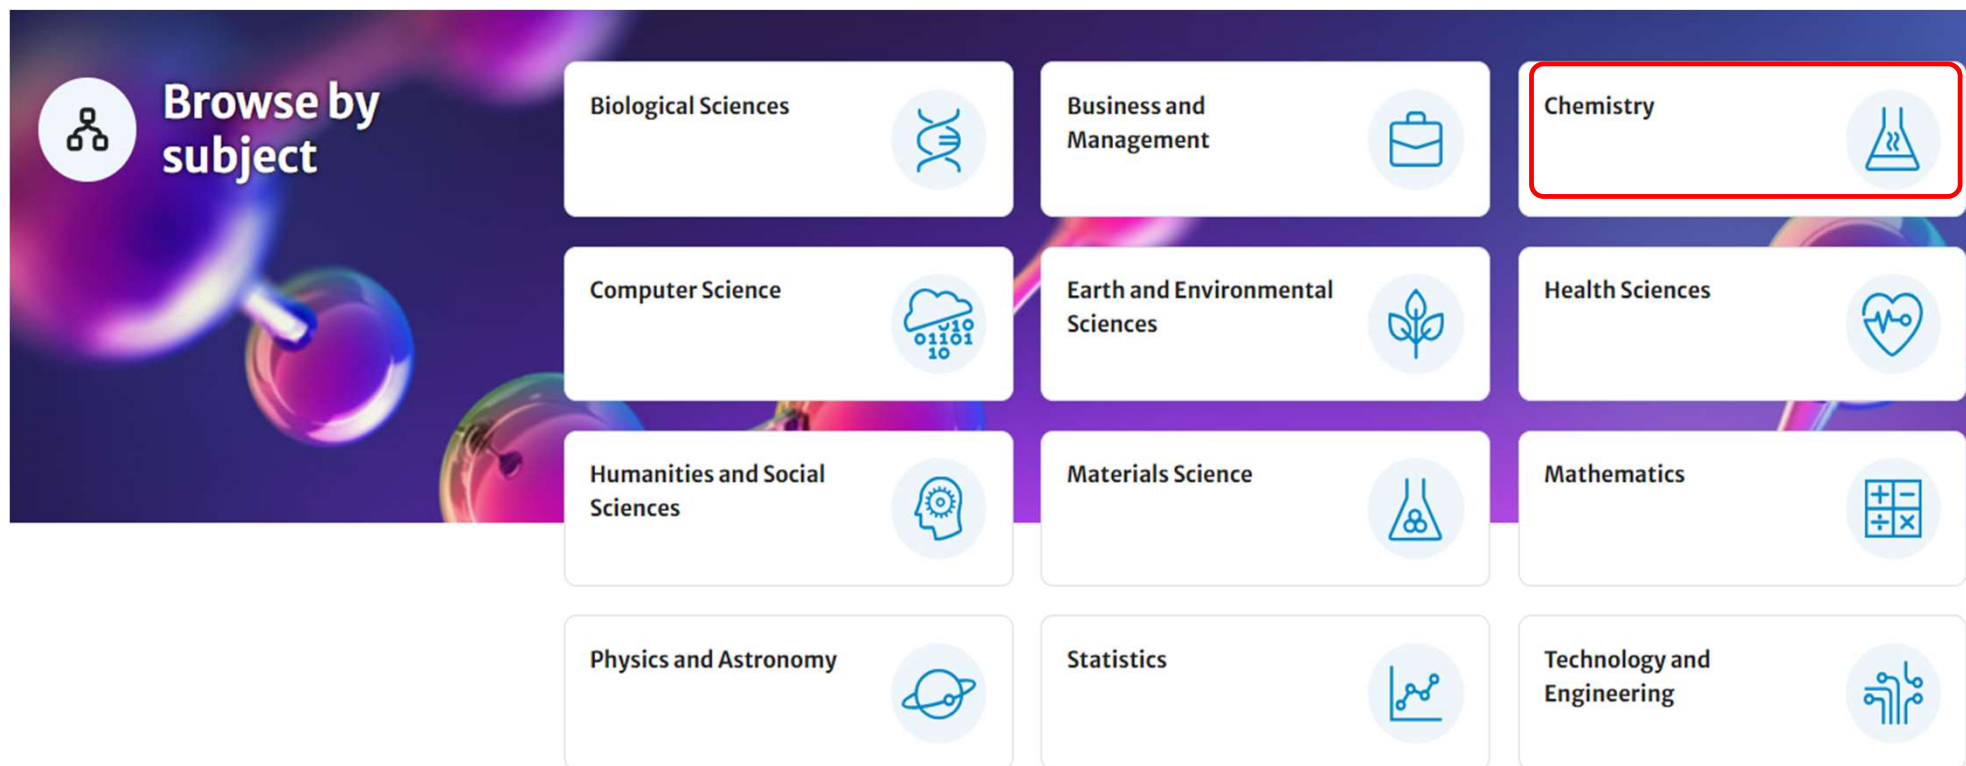 Browse by
subject
Biological Sciences
Business and
Management
Chemistry
Computer Science
010
01101
10
Earth and Environmental
Sciences
Health Sciences
Humanities and Social
Sciences
Materials Science
Mathematics
Physics and Astronomy
Statistics
Technology and
Engineering